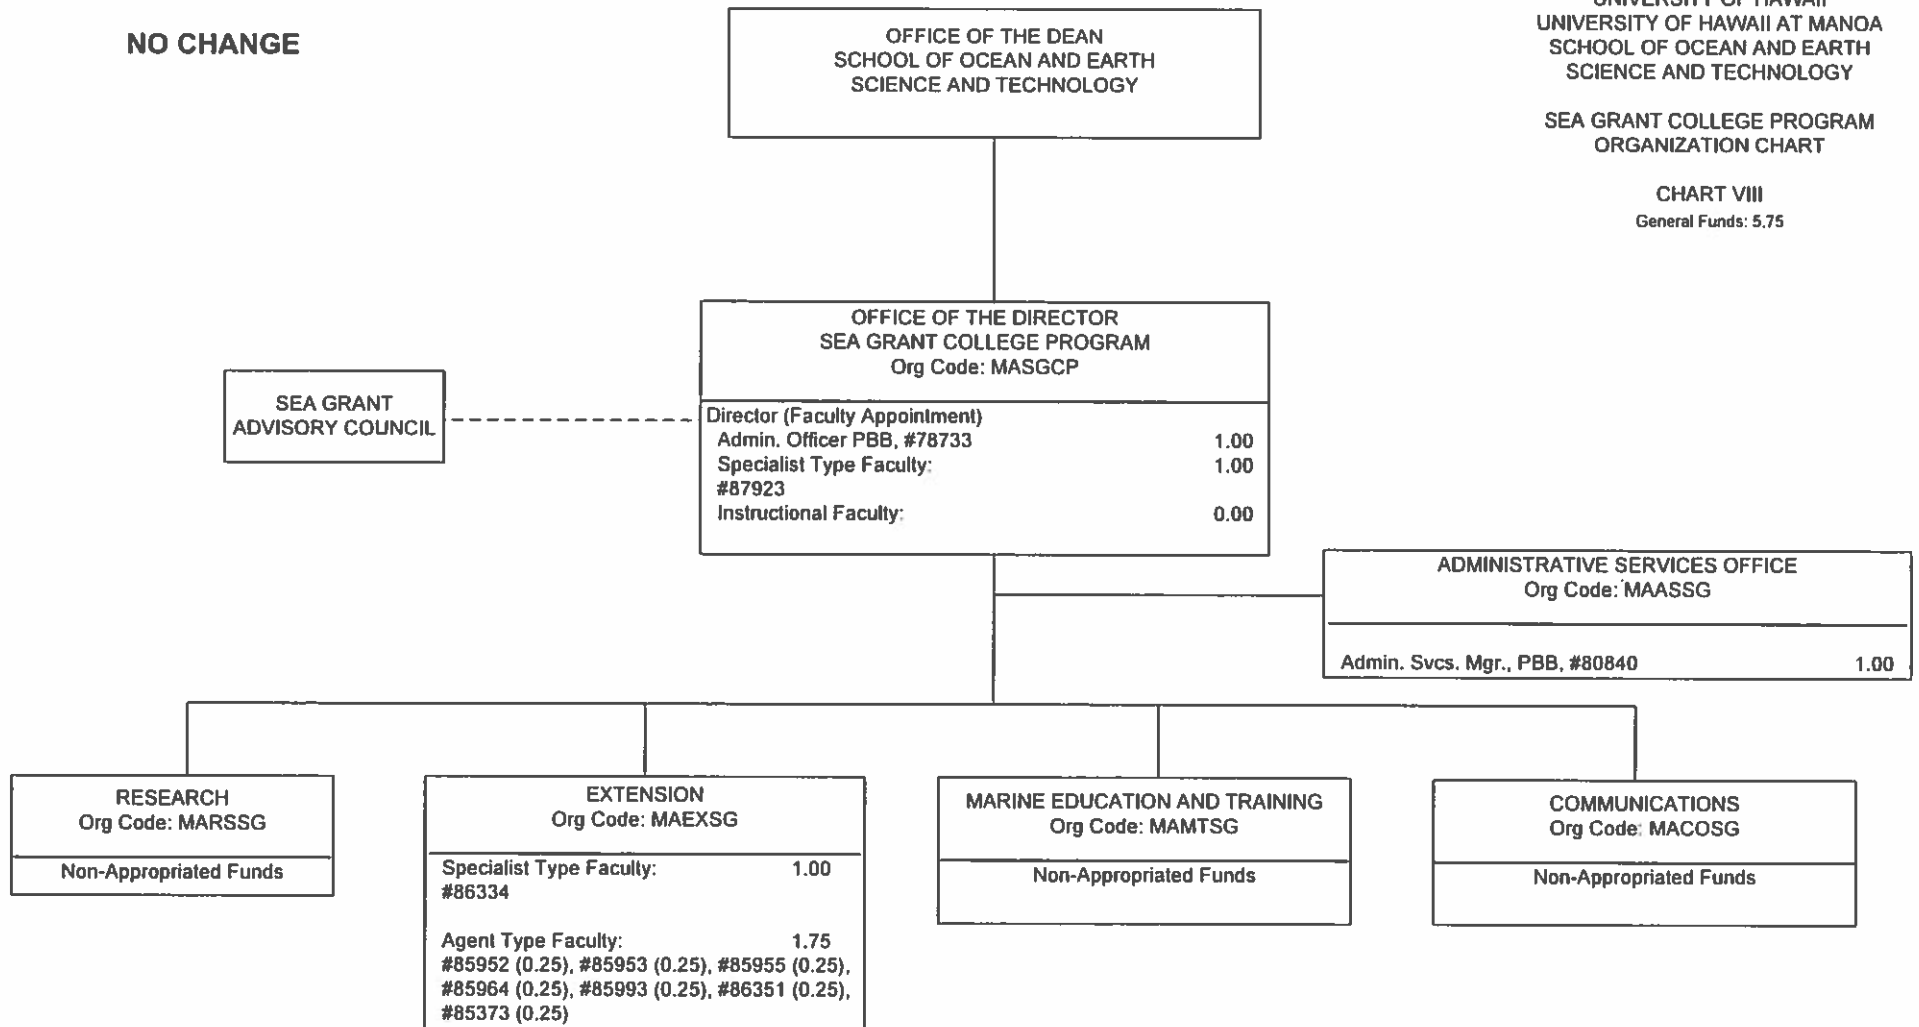 NO CHANGE
OFFICE OF THE DEAN
SCHOOL OF OCEAN AND EARTH
SCIENCE AND TECHNOLOGY
UNIVERSITY OF HAWAII
UNIVERSITY OF HAWAII AT MANOA
SCHOOL OF OCEAN AND EARTH
SCIENCE AND TECHNOLOGY
SEA GRANT COLLEGE PROGRAM
ORGANIZATION CHART
CHART VIII
General Funds: 5.75
OFFICE OF THE DIRECTOR
SEA GRANT COLLEGE PROGRAM
Org Code: MASGCP
Director (Faculty Appointment)
Admin. Officer PBB, #78733 1.00
Specialist Type Faculty: 1.00
#87923
Instructional Faculty: 0.00
SEA GRANT
ADVISORY COUNCIL
ADMINISTRATIVE SERVICES OFFICE
Org Code: MAASSG
Admin. Svcs. Mgr., PBB, #80840 1.00
RESEARCH
Org Code: MARSSG
Non-Appropriated Funds
EXTENSION
Org Code: MAEXSG
Specialist Type Faculty: 1.00
#86334
Agent Type Faculty: 1.75
#85952 (0.25), #85953 (0.25), #85955 (0.25),
#85964 (0.25), #85993 (0.25), #86351 (0.25),
#85373 (0.25)
MARINE EDUCATION AND TRAINING
Org Code: MAMTSG
Non-Appropriated Funds
COMMUNICATIONS
Org Code: MACOSG
Non-Appropriated Funds